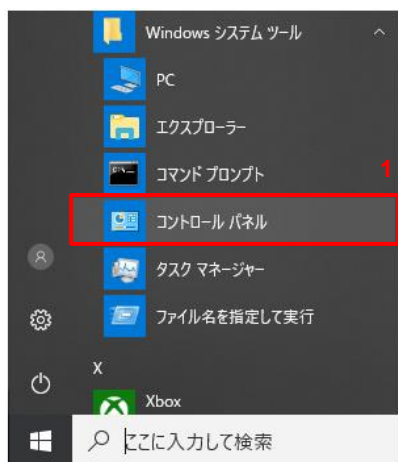 Windows システム ツール
PC
エクスプローラー
コマンド プロンプト
1
コントロール パネル
タスク マネージャー
ファイル名を指定して実行
X
Xbox
ここに入力して検索